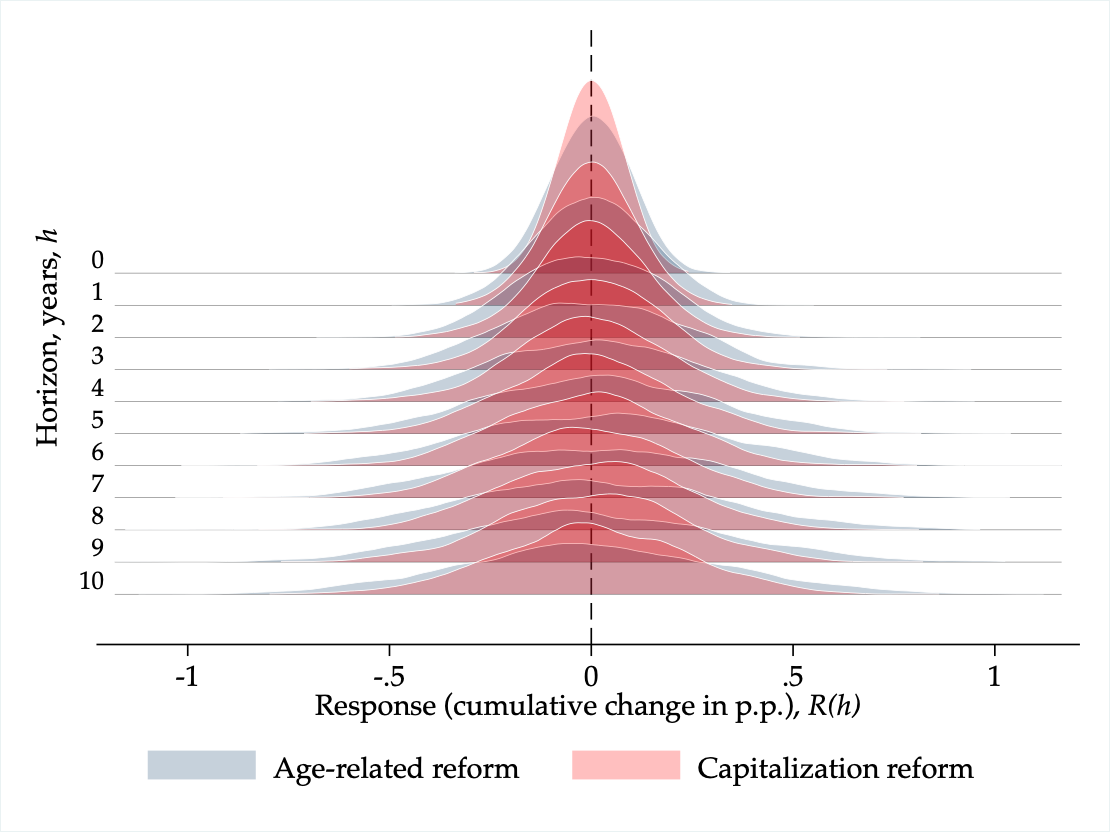 Horizon, years, h
0
1
2
3
4
5
6
7
8
9
10
-1 -.5 0 .5 1
Response (cumulative change in p.p.), R(h)
Age-related reform Capitalization reform